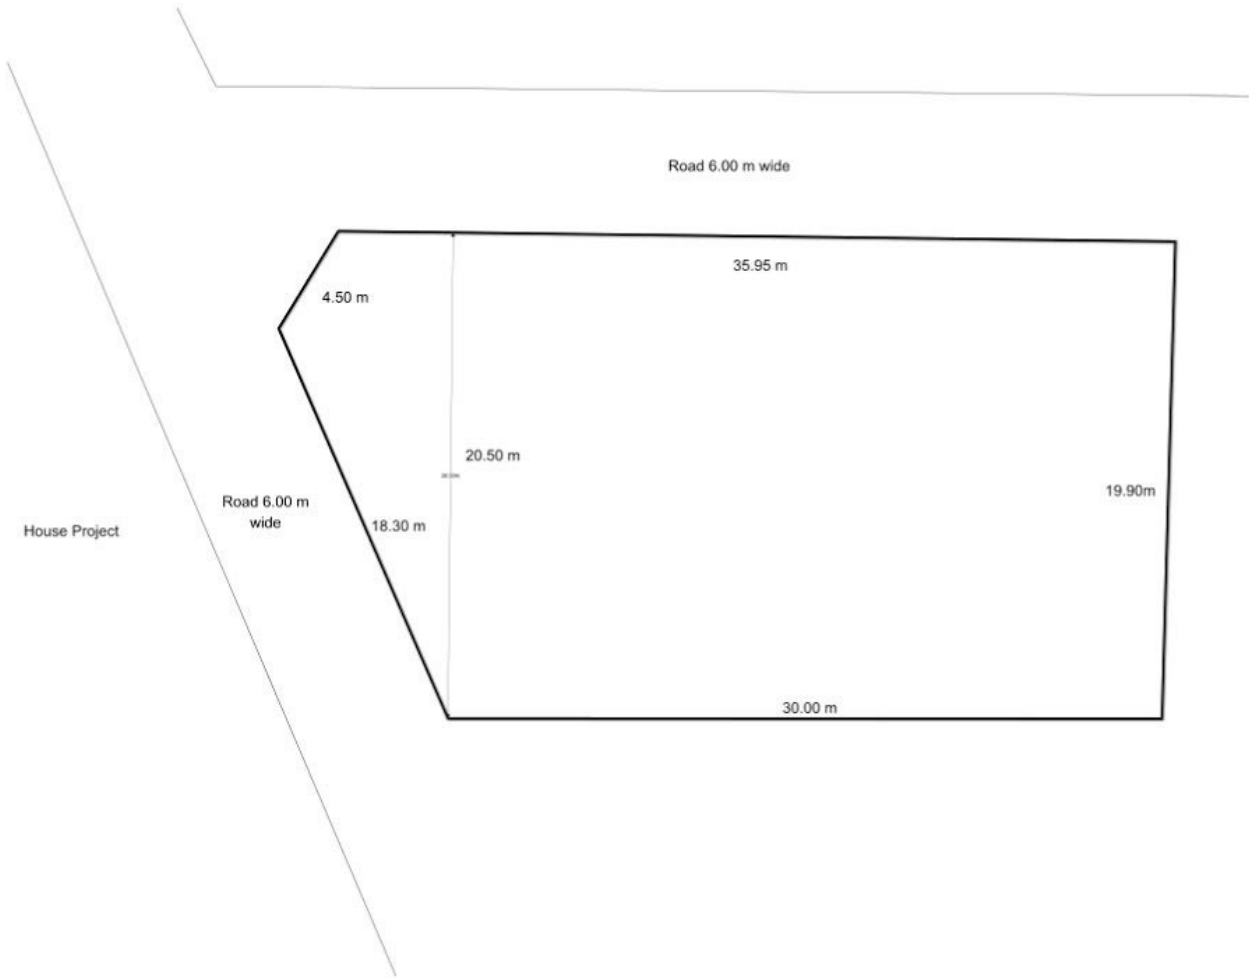 Road 6.00 m wide
35.95 m
4.50 m
20.50 m
19.90m
Road 6.00 m
wide
18.30 m
House Project
30.00 m